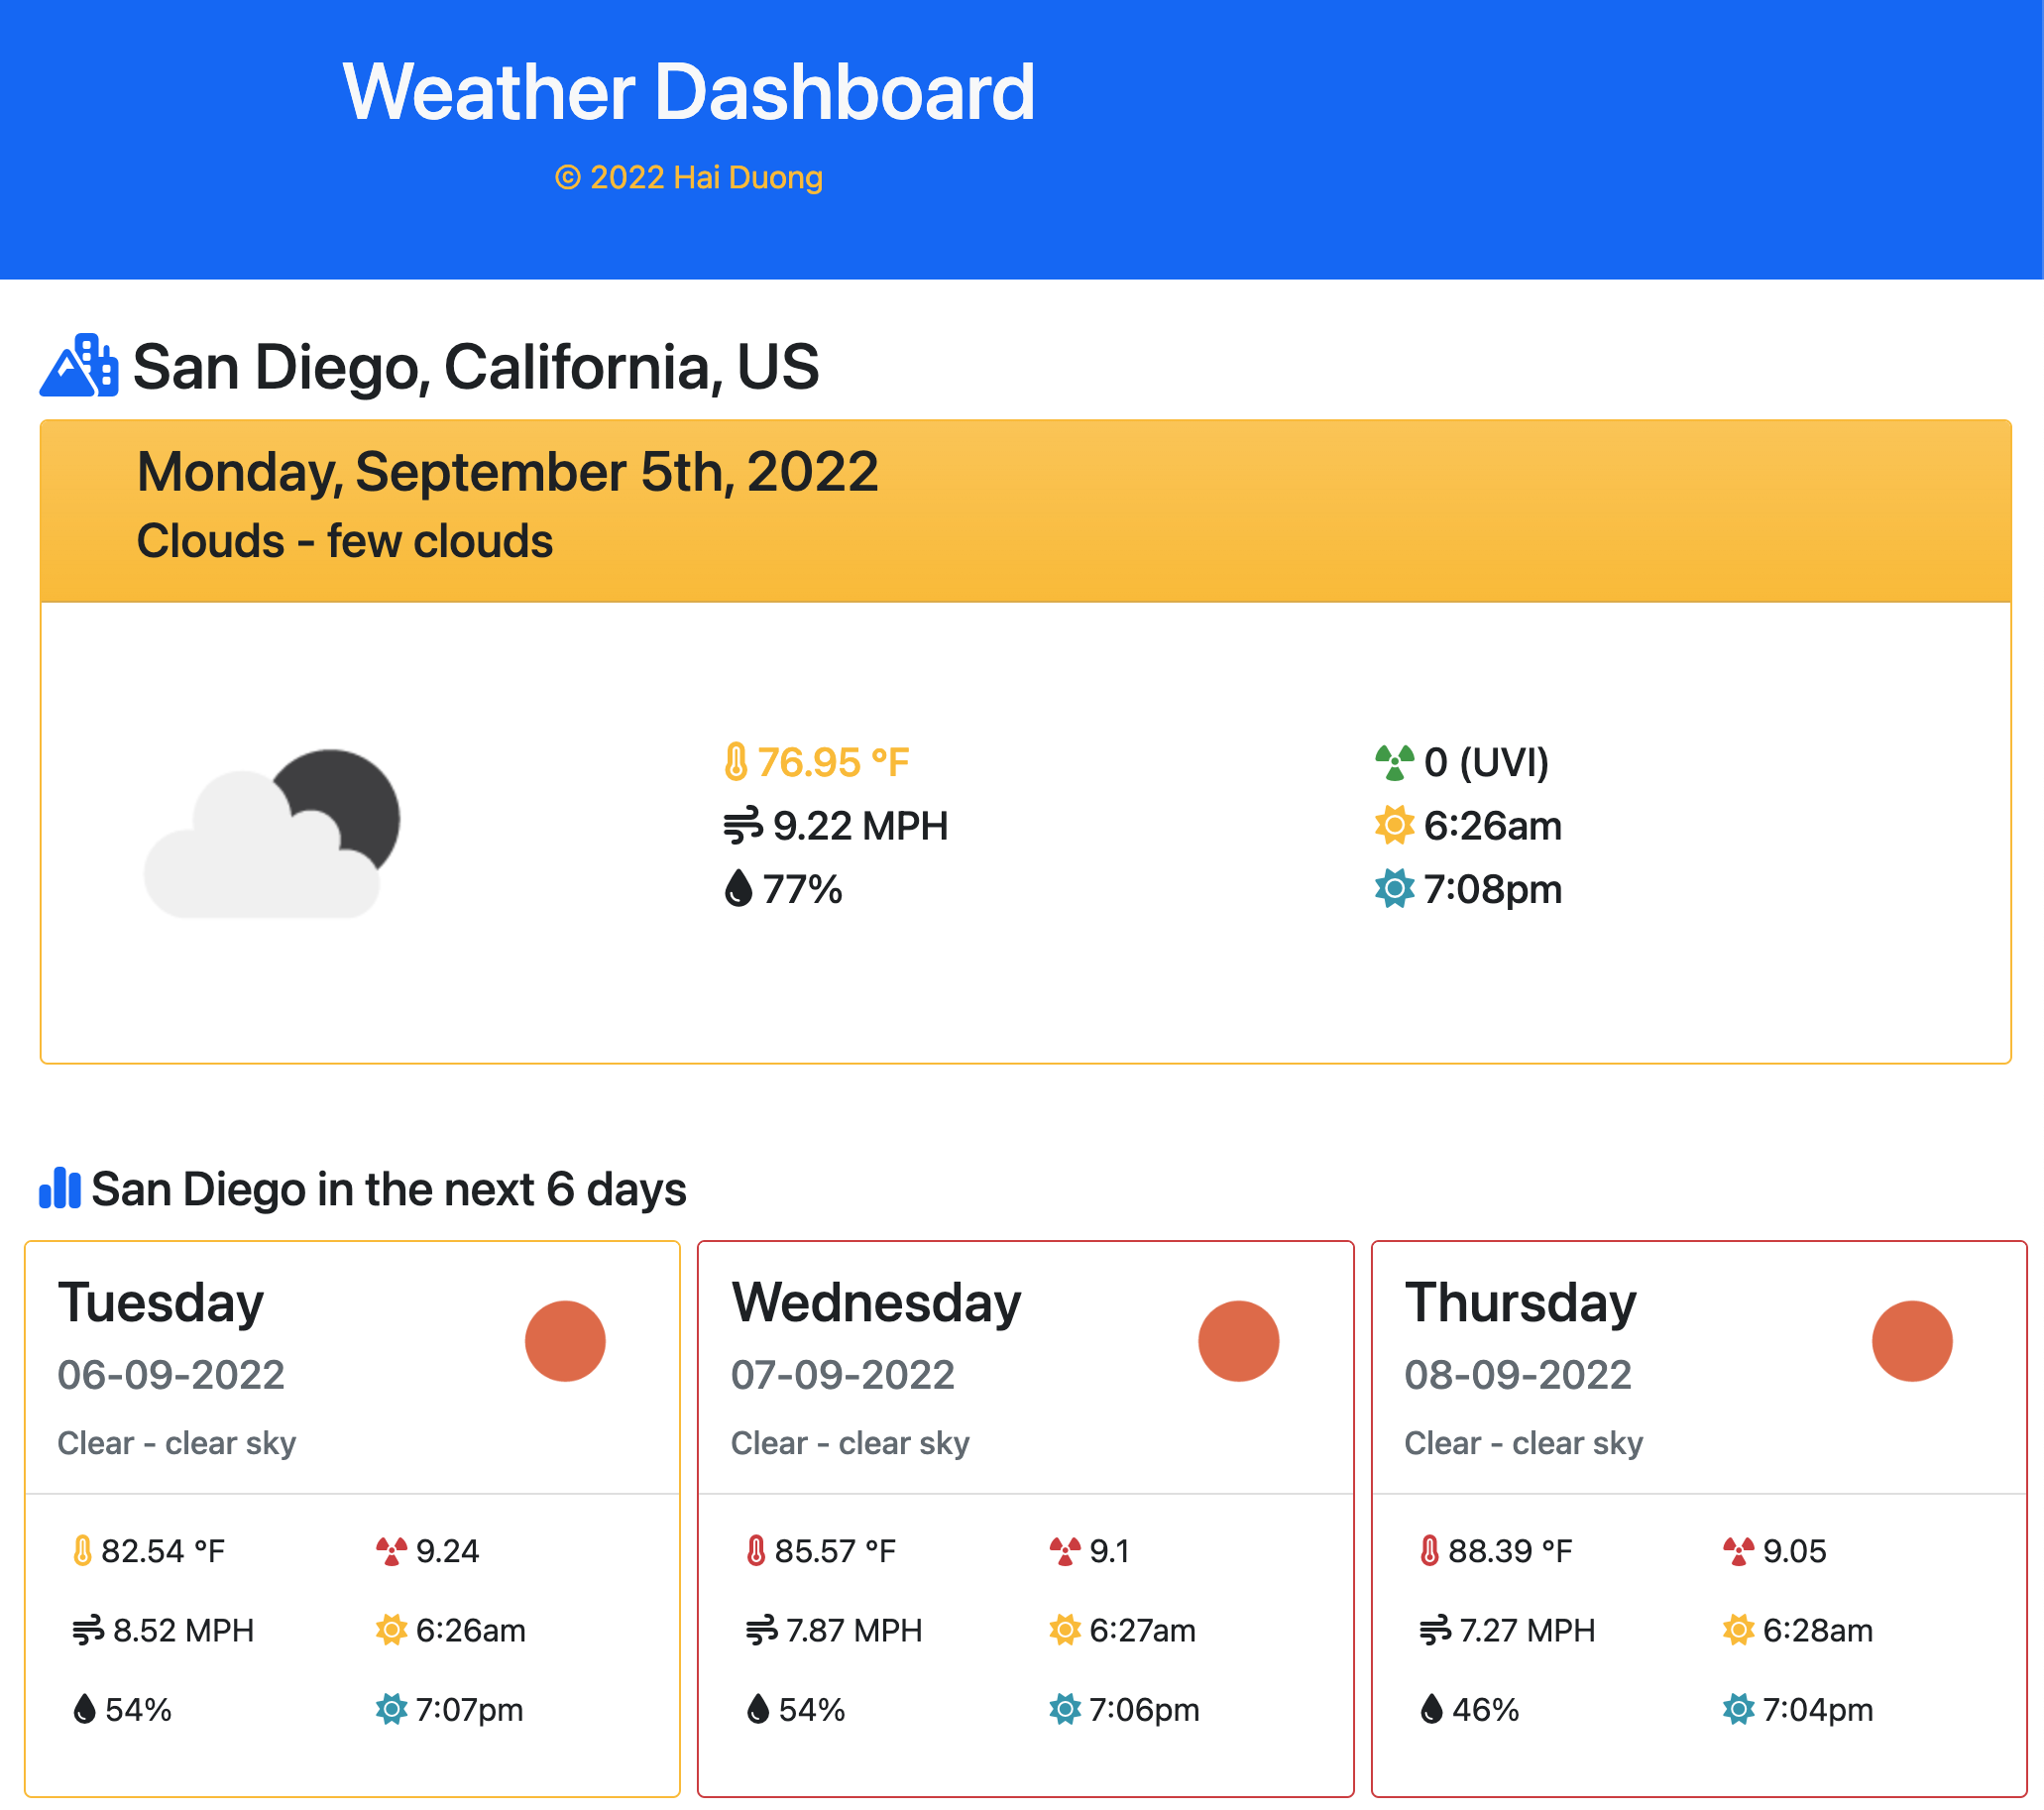 Weather Dashboard
© 2022 Hai Duong
San Diego, California, US
Monday, September 5th, 2022
Clouds - few clouds
76.95 °F
0 (UVI)
9.22 MPH
6:26am
77%
7:08pm
San Diego in the next 6 days
Tuesday
06-09-2022
Clear - clear sky
82.54 °F
9.24
8.52 MPH
6:26am
54%
7:07pm
Wednesday
07-09-2022
Clear - clear sky
85.57 °F
9.1
7.87 MPH
6:27am
54%
7:06pm
Thursday
08-09-2022
Clear - clear sky
88.39 °F
9.05
7.27 MPH
6:28am
46%
7:04pm